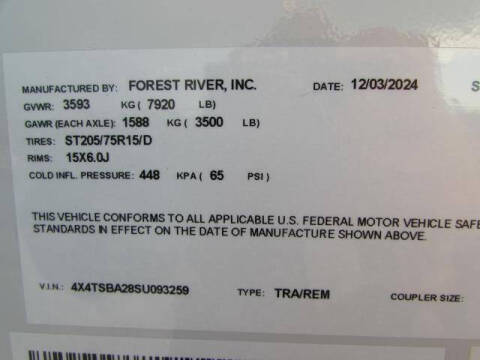 MANUFACTURED BY: FOREST RIVER, INC. DATE: 12/03/2024 S
GVWR: 3593 KG ( 7920 LB)
GAWR (EACH AXLE): 1588 KG ( 3500 LB)
TIRES: ST205/75R15/D
RIMS: 15X6.0J
COLD INFL. PRESSURE: 448 KPA ( 65 PSI )
THIS VEHICLE CONFORMS TO ALL APPLICABLE U.S. FEDERAL MOTOR VEHICLE SAFE
STANDARDS IN EFFECT ON THE DATE OF MANUFACTURE SHOWN ABOVE.
V.I.N.: 4X4TSBA28SU093259 TYPE: TRA/REM COUPLER SIZE: